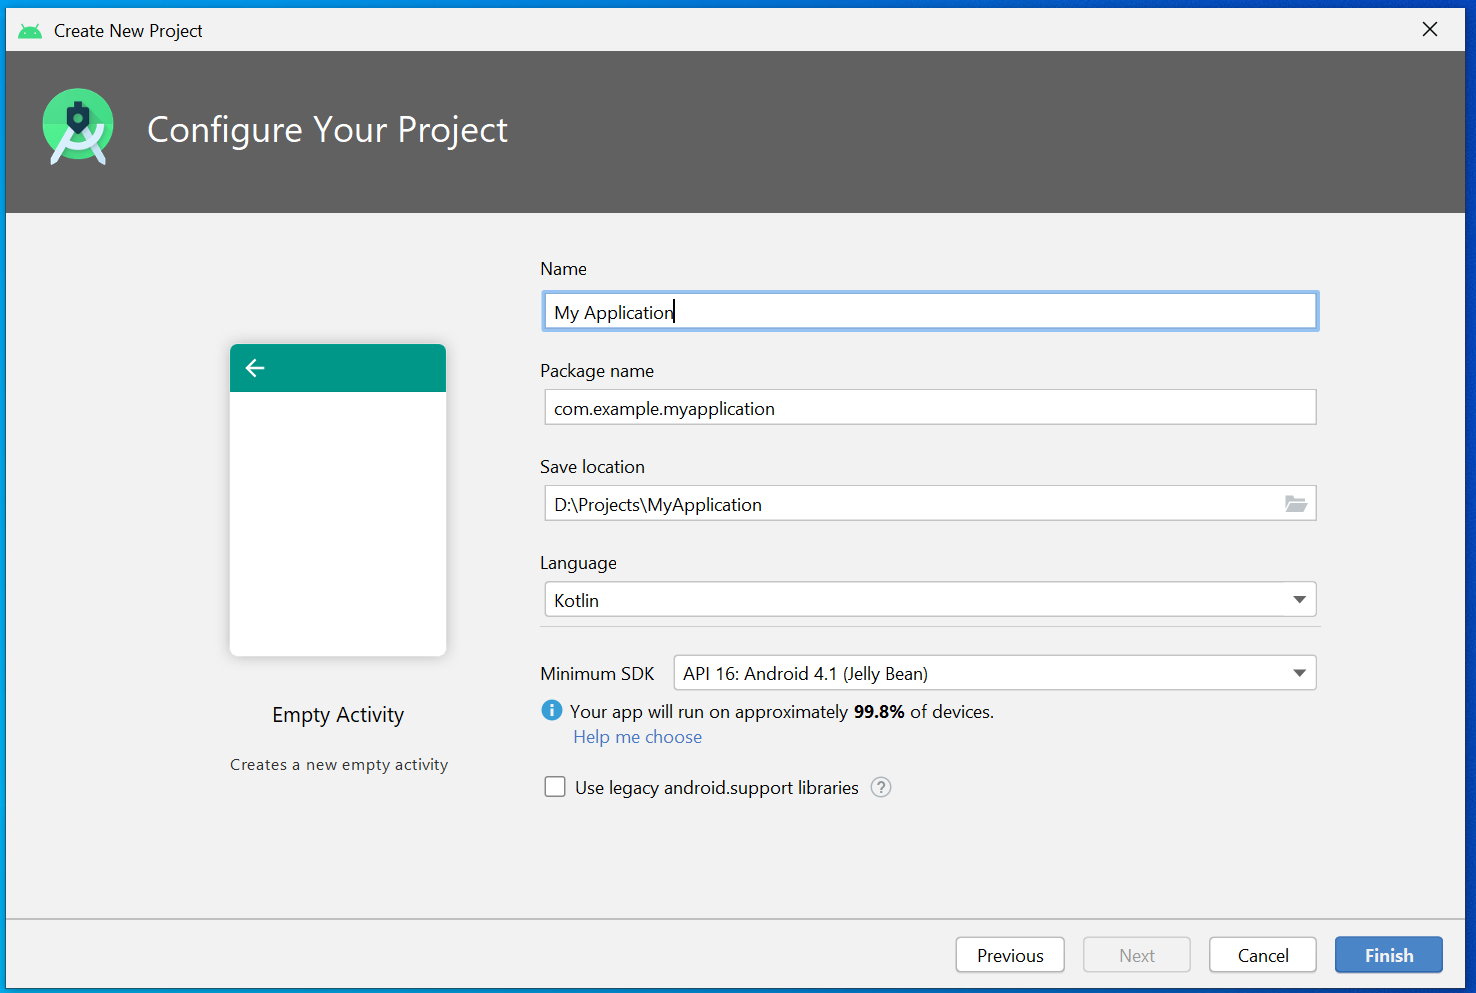 Create New Project
Configure Your Project
Name
My Application
Package name
com.example.myapplication
Save location
D:\Projects\MyApplication
Language
Kotlin
Minimum SDK API 16: Android 4.1 (Jelly Bean)
i Your app will run on approximately 99.8% of devices.
Help me choose
Use legacy android.support libraries ?
Empty Activity
Creates a new empty activity
Previous Next Cancel Finish